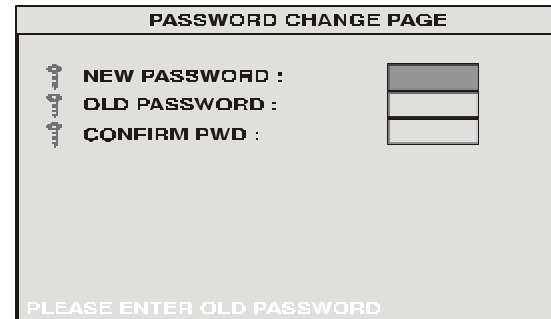 PASSWORD CHANGE PAGE
NEW PASSWORD :
OLD PASSWORD :
CONFIRM PWD :
PLEASE ENTER OLD PASSWORD